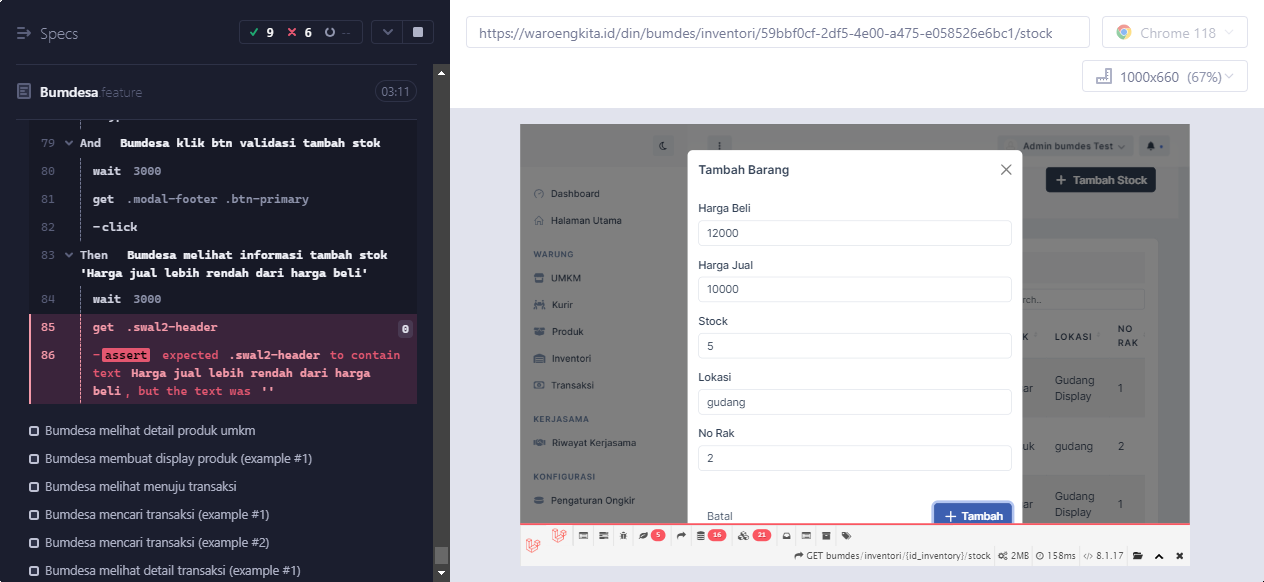 Specs
9 6 --
Bumdesa.feature
03:11
79 And Bumdesa klik btn validasi tambah stok
80 wait 3000
81 get .modal-footer .btn-primary
82 -click
83 Then Bumdesa melihat informasi tambah stok
'Harga jual lebih rendah dari harga beli'
84 wait 3000
85 get .swal2-header 0
86 -assert expected .swal2-header to contain
text Harga jual lebih rendah dari harga
beli, but the text was ''
Bumdesa melihat detail produk umkm
Bumdesa membuat display produk (example #1)
Bumdesa melihat menuju transaksi
Bumdesa mencari transaksi (example #1)
Bumdesa mencari transaksi (example #2)
Bumdesa melihat detail transaksi (example #1)
https://waroengkita.id/din/bumdes/inventori/59bbf0cf-2df5-4e00-a475-e058526e6bc1/stock
Chrome 118
1000x660 (67%)
Admin bumdes Test
Dashboard
Halaman Utama
WARUNG
UMKM
Kurir
Produk
Inventori
Transaksi
KERJASAMA
Riwayat Kerjasama
KONFIGURASI
Pengaturan Ongkir
Tambah Barang
Harga Beli
12000
Harga Jual
10000
Stock
5
Lokasi
gudang
No Rak
2
Batal
+ Tambah
+ Tambah Stock
rch..
K LOKASI NO RAK
ar Gudang Display 1
uk gudang 2
Gudang Display 1
ar
5 16 21
GET bumdes/inventori/{id_inventory}/stock 2MB 158ms 8.1.17